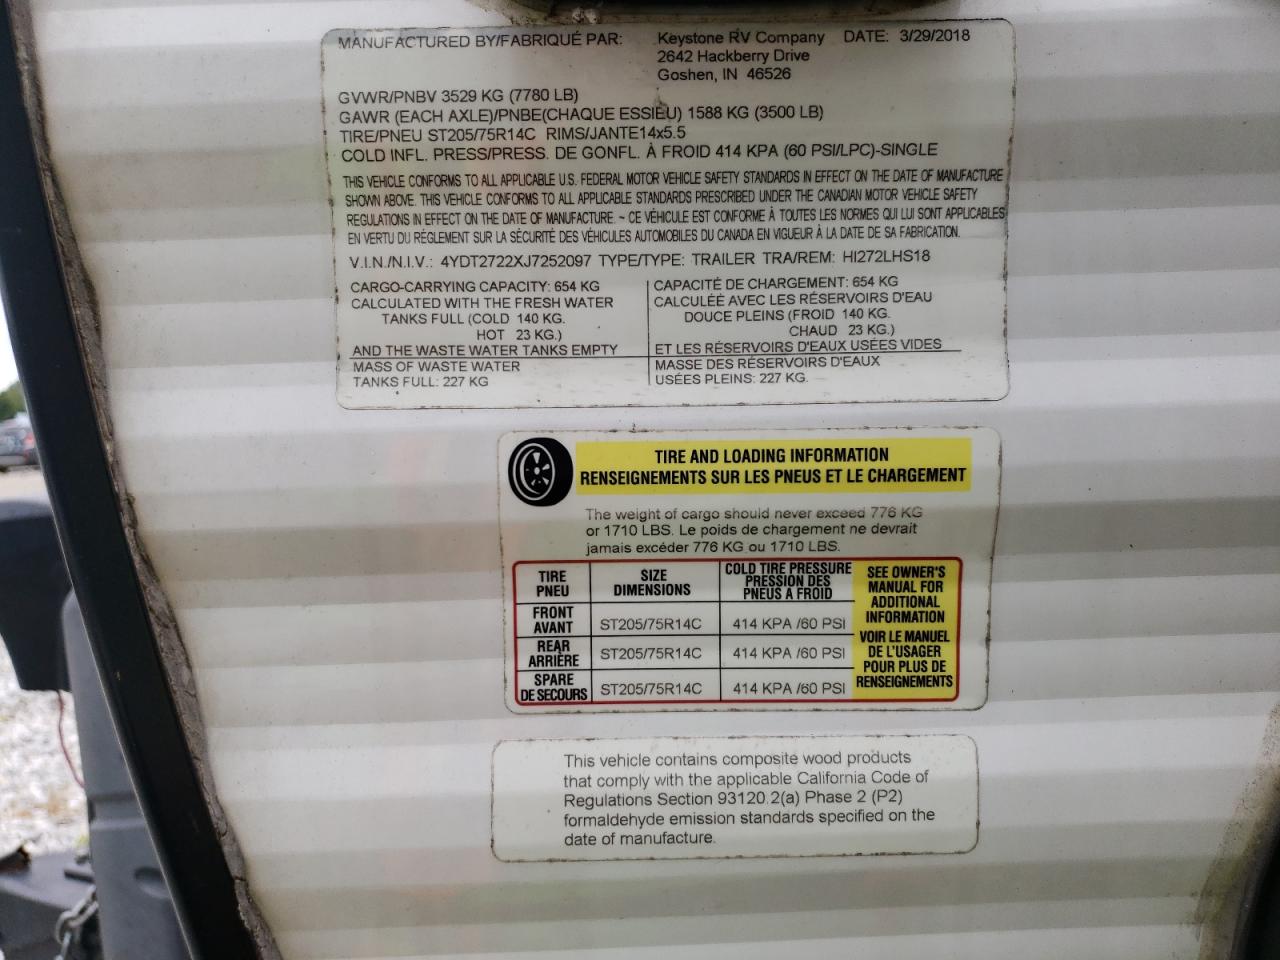 MANUFACTURED BY/FABRIQUÉ PAR: Keystone RV Company DATE: 3/29/2018
2642 Hackberry Drive
Goshen, IN 46526
GVWR/PNBV 3529 KG (7780 LB)
GAWR (EACH AXLE)/PNBE(CHAQUE ESSIEU) 1588 KG (3500 LB)
TIRE/PNEU ST205/75R14C RIMS/JANTE14x5.5
COLD INFL. PRESS/PRESS. DE GONFL. À FROID 414 KPA (60 PSI/LPC)-SINGLE
THIS VEHICLE CONFORMS TO ALL APPLICABLE U.S. FEDERAL MOTOR VEHICLE SAFETY STANDARDS IN EFFECT ON THE DATE OF MANUFACTURE
SHOWN ABOVE. THIS VEHICLE CONFORMS TO ALL APPLICABLE STANDARDS PRESCRIBED UNDER THE CANADIAN MOTOR VEHICLE SAFETY
REGULATIONS IN EFFECT ON THE DATE OF MANUFACTURE ~ CE VÉHICULE EST CONFORME À TOUTES LES NORMES QUI LUI SONT APPLICABLES
EN VERTU DU RÈGLEMENT SUR LA SÉCURITÉ DES VÉHICULES AUTOMOBILES DU CANADA EN VIGUEUR À LA DATE DE SA FABRICATION.
V.I.N./N.I.V.: 4YDT2722XJ7252097 TYPE/TYPE: TRAILER TRA/REM: HI272LHS18
CARGO-CARRYING CAPACITY: 654 KG
CALCULATED WITH THE FRESH WATER
TANKS FULL (COLD 140 KG.
HOT 23 KG.)
AND THE WASTE WATER TANKS EMPTY
MASS OF WASTE WATER
TANKS FULL: 227 KG
CAPACITÉ DE CHARGEMENT: 654 KG
CALCULÉE AVEC LES RÉSERVOIRS D'EAU
DOUCE PLEINS (FROID 140 KG.
CHAUD 23 KG.)
ET LES RÉSERVOIRS D'EAUX USÉES VIDES
MASSE DES RÉSERVOIRS D'EAUX
USÉES PLEINS: 227 KG.
TIRE AND LOADING INFORMATION
RENSEIGNEMENTS SUR LES PNEUS ET LE CHARGEMENT
The weight of cargo should never exceed 776 KG
or 1710 LBS. Le poids de chargement ne devrait
jamais excéder 776 KG ou 1710 LBS.
TIRE
PNEU
SIZE
DIMENSIONS
COLD TIRE PRESSURE
PRESSION DES
PNEUS A FROID
FRONT
AVANT
ST205/75R14C 414 KPA /60 PSI
REAR
ARRIÈRE
ST205/75R14C 414 KPA /60 PSI
SPARE
DE SECOURS
ST205/75R14C 414 KPA /60 PSI
SEE OWNER'S
MANUAL FOR
ADDITIONAL
INFORMATION
VOIR LE MANUEL
DE L'USAGER
POUR PLUS DE
RENSEIGNEMENTS
This vehicle contains composite wood products
that comply with the applicable California Code of
Regulations Section 93120.2(a) Phase 2 (P2)
formaldehyde emission standards specified on the
date of manufacture.